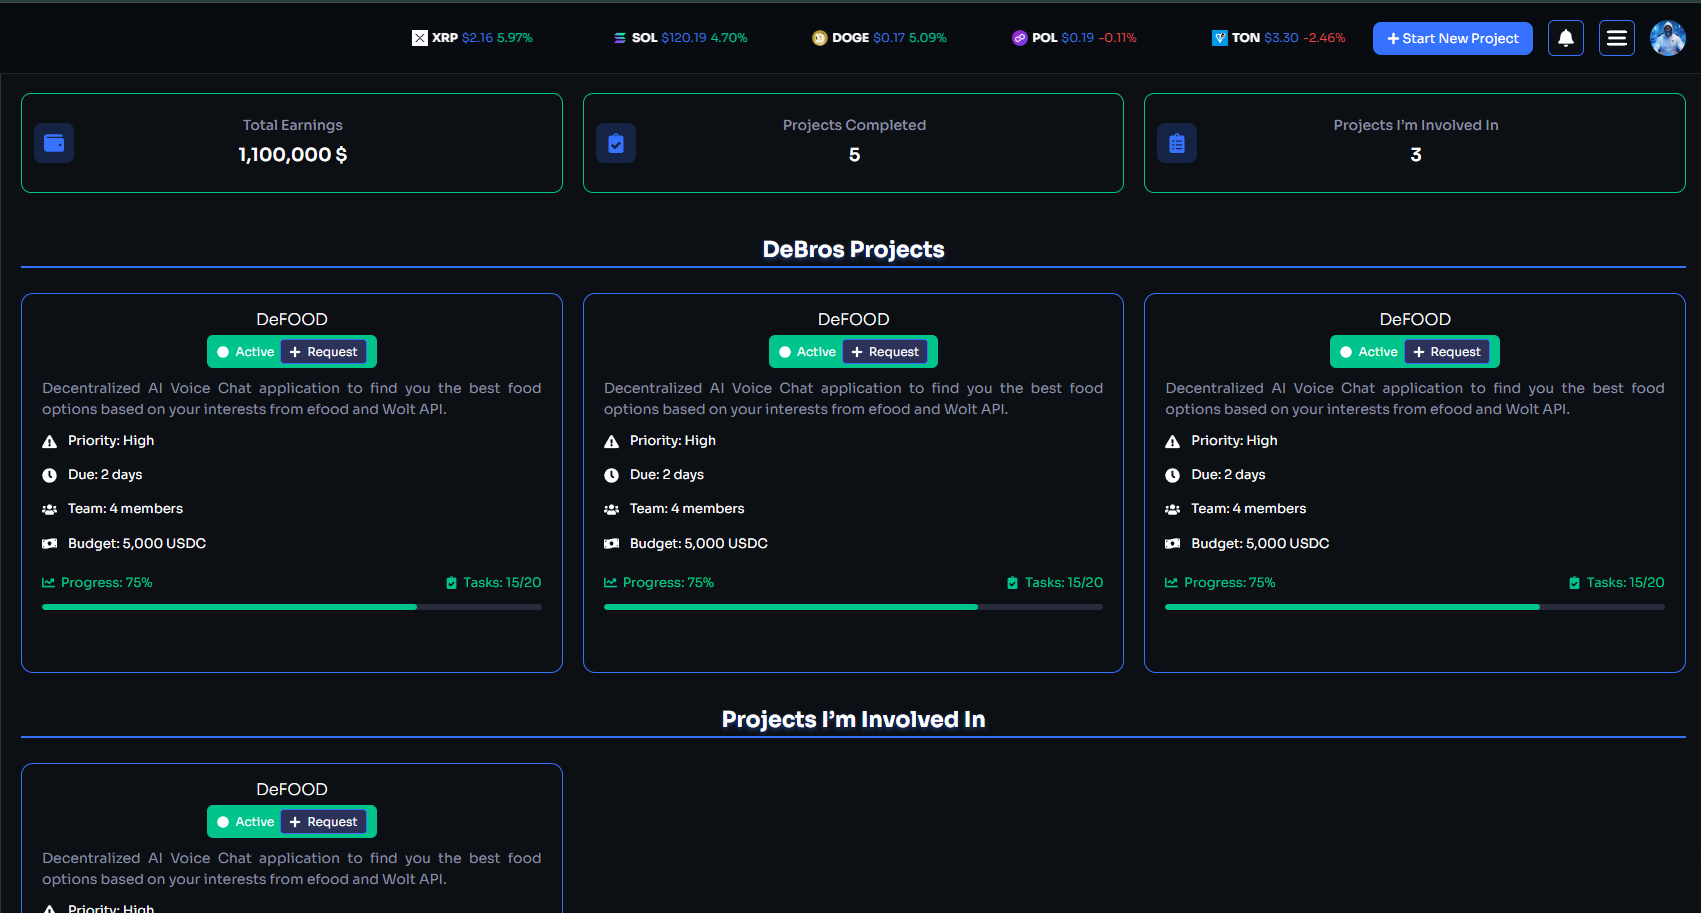 XRP $2.16 5.97% SOL $120.19 4.70% DOGE $0.17 5.09% POL $0.19 -0.11% TON $3.30 -2.46% + Start New Project
Total Earnings
1,100,000 $
Projects Completed
5
Projects I’m Involved In
3
DeBros Projects
DeFOOD
Active + Request
Decentralized AI Voice Chat application to find you the best food
options based on your interests from efood and Wolt API.
Priority: High
Due: 2 days
Team: 4 members
Budget: 5,000 USDC
Progress: 75% Tasks: 15/20
DeFOOD
Active + Request
Decentralized AI Voice Chat application to find you the best food
options based on your interests from efood and Wolt API.
Priority: High
Due: 2 days
Team: 4 members
Budget: 5,000 USDC
Progress: 75% Tasks: 15/20
DeFOOD
Active + Request
Decentralized AI Voice Chat application to find you the best food
options based on your interests from efood and Wolt API.
Priority: High
Due: 2 days
Team: 4 members
Budget: 5,000 USDC
Progress: 75% Tasks: 15/20
Projects I’m Involved In
DeFOOD
Active + Request
Decentralized AI Voice Chat application to find you the best food
options based on your interests from efood and Wolt API.
Priority: High